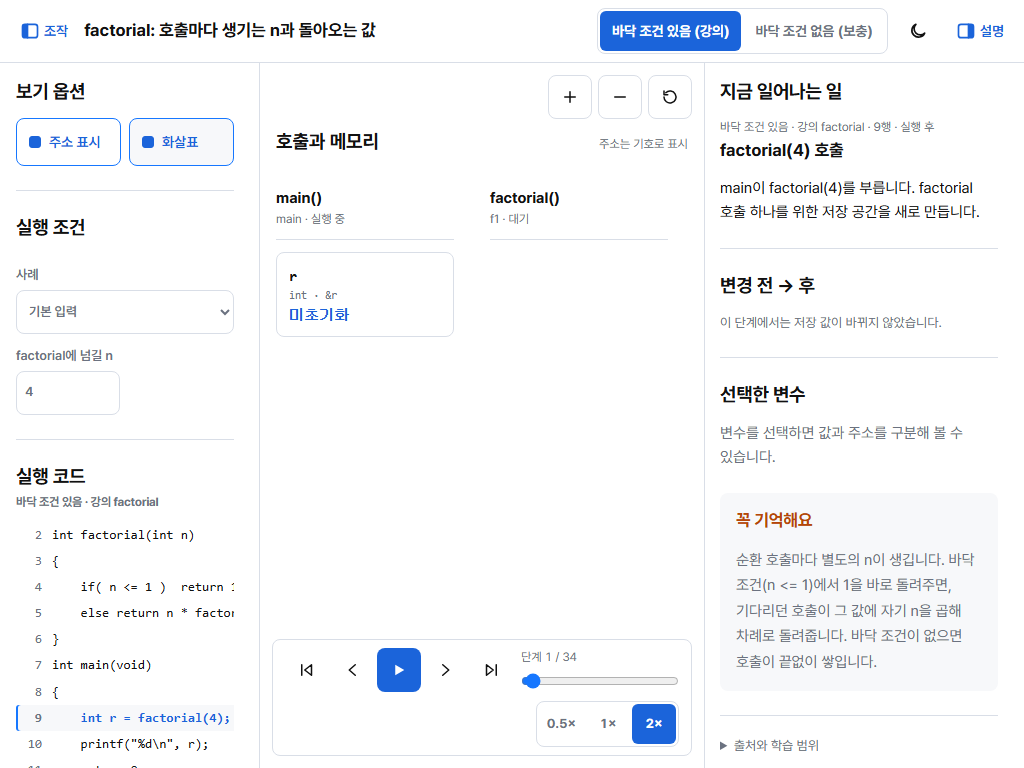 조작
factorial: 호출마다 생기는 n과 돌아오는 값
바닥 조건 있음 (강의)
바닥 조건 없음 (보충)
설명
보기 옵션
주소 표시
화살표
실행 조건
사례
기본 입력
factorial에 넘길 n
4
실행 코드
바닥 조건 있음 · 강의 factorial
2 int factorial(int n)
3 {
4 if( n <= 1 ) return 1
5 else return n * factor
6 }
7 int main(void)
8 {
9 int r = factorial(4);
10 printf("%d\n", r);
호출과 메모리
주소는 기호로 표시
main()
main · 실행 중
factorial()
f1 · 대기
r
int · &r
미초기화
단계 1 / 34
0.5×
1×
2×
지금 일어나는 일
바닥 조건 있음 · 강의 factorial · 9행 · 실행 후
factorial(4) 호출
main이 factorial(4)를 부릅니다. factorial
호출 하나를 위한 저장 공간을 새로 만듭니다.
변경 전 → 후
이 단계에서는 저장 값이 바뀌지 않았습니다.
선택한 변수
변수를 선택하면 값과 주소를 구분해 볼 수
있습니다.
꼭 기억해요
순환 호출마다 별도의 n이 생깁니다. 바닥
조건(n <= 1)에서 1을 바로 돌려주면,
기다리던 호출이 그 값에 자기 n을 곱해
차례로 돌려줍니다. 바닥 조건이 없으면
호출이 끝없이 쌓입니다.
출처와 학습 범위